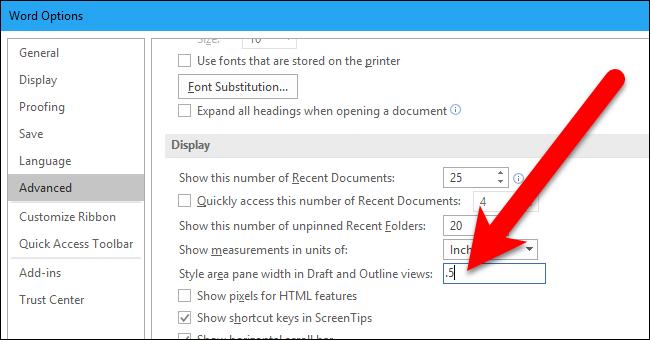 Word Options
General
Display
Proofing
Save
Language
Advanced
Customize Ribbon
Quick Access Toolbar
Add-ins
Trust Center
Size: 10
Use fonts that are stored on the printer
Font Substitution...
Expand all headings when opening a document
Display
Show this number of Recent Documents: 25
Quickly access this number of Recent Documents: 4
Show this number of unpinned Recent Folders: 20
Show measurements in units of: Inch
Style area pane width in Draft and Outline views: .5
Show pixels for HTML features
Show shortcut keys in ScreenTips
Show horizontal scroll bar